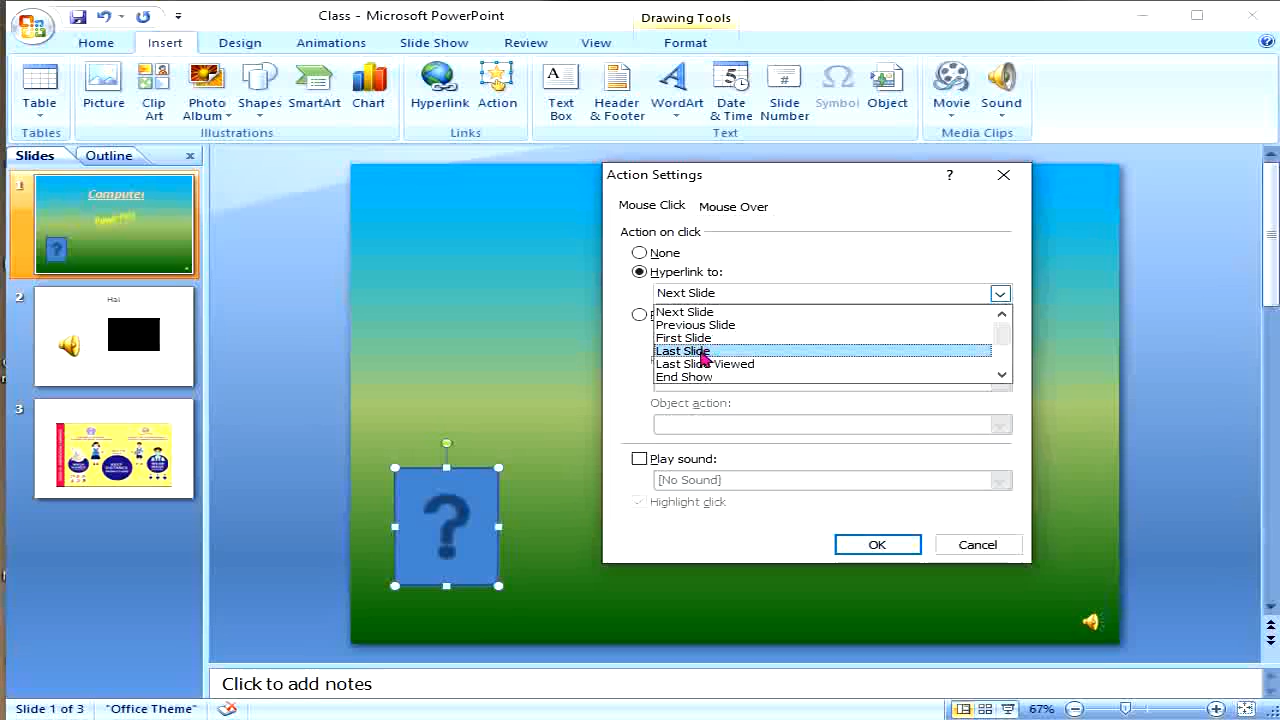 Class - Microsoft PowerPoint
Drawing Tools
Home Insert Design Animations Slide Show Review View Format
Table Picture Clip Art Photo Album Shapes SmartArt Chart Hyperlink Action Text Box Header & Footer WordArt Date & Time Slide Number Symbol Object Movie Sound
Tables Illustrations Links Text Media Clips
Slides Outline
1
Computer
?
2
Hai
3
?
Action Settings
?
Mouse Click Mouse Over
Action on click
None
Hyperlink to:
Next Slide
Next Slide
Previous Slide
First Slide
Last Slide
Last Slide Viewed
End Show
Object action:
Play sound:
[No Sound]
Highlight click
OK Cancel
Click to add notes
Slide 1 of 3 "Office Theme" 67%